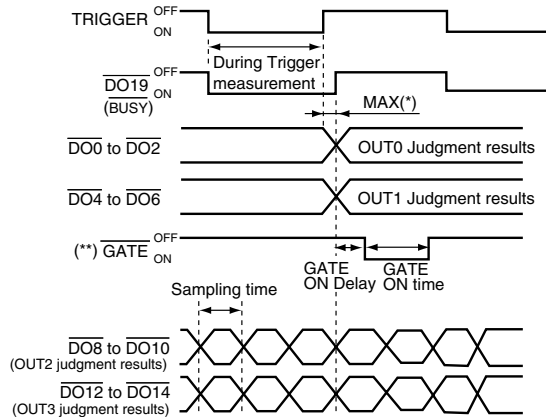 TRIGGER OFF
ON
During Trigger
measurement
DO19 OFF
(BUSY) ON
MAX(*)
DO0 to DO2
OUT0 Judgment results
DO4 to DO6
OUT1 Judgment results
(**) GATE OFF
ON
GATE
ON Delay
GATE
ON time
Sampling time
DO8 to DO10
(OUT2 judgment results)
DO12 to DO14
(OUT3 judgment results)